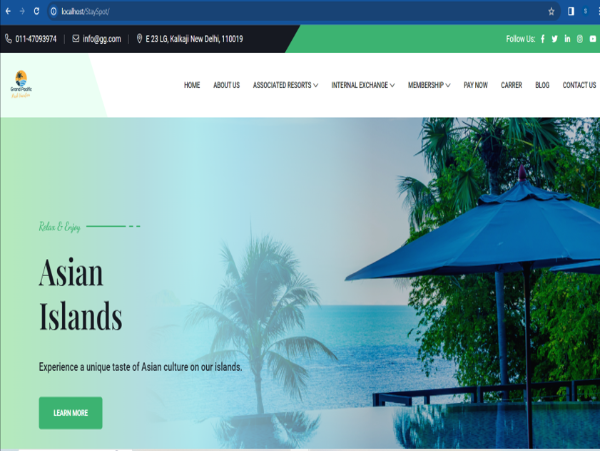 localhost/StaySpot/
011-47093974 info@gg.com E 23 LG, Kalkaji New Delhi, 110019 Follow Us:
Grand Pacific
HOME ABOUT US ASSOCIATED RESORTS INTERNAL EXCHANGE MEMBERSHIP PAY NOW CARRER BLOG CONTACT US
Relax & Enjoy
Asian
Islands
Experience a unique taste of Asian culture on our islands.
LEARN MORE